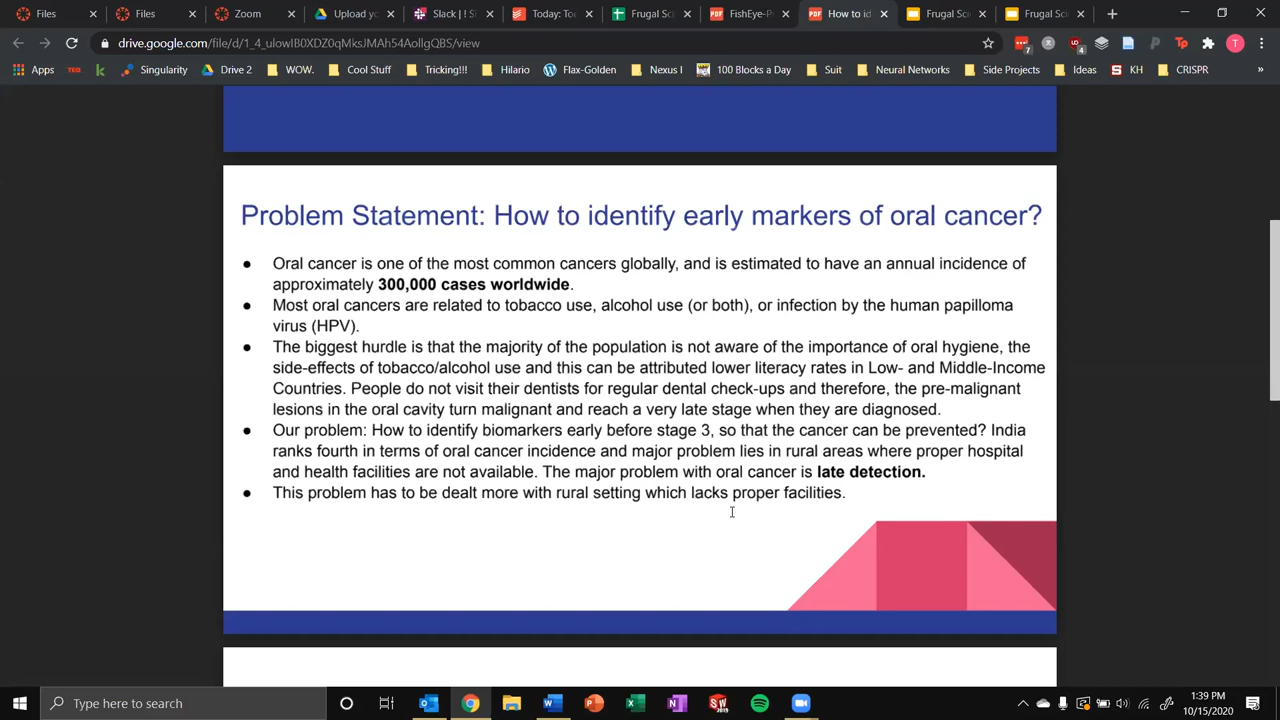 Files
Files
Zoom
Upload yo
Slack | ! Si
Today: To
Frugal Sci
FishEye-P
How to id
Frugal Sci
Frugal Sci
drive.google.com/file/d/1_4_ulowIB0XDZ0qMksJMAh54AollgQBS/view
Apps
TED
Singularity
Drive 2
WOW.
Cool Stuff
Tricking!!!
Hilario
Flax-Golden
Nexus I
100 Blocks a Day
Suit
Neural Networks
Side Projects
Ideas
KH
CRISPR
Problem Statement: How to identify early markers of oral cancer?
● Oral cancer is one of the most common cancers globally, and is estimated to have an annual incidence of
approximately 300,000 cases worldwide.
● Most oral cancers are related to tobacco use, alcohol use (or both), or infection by the human papilloma
virus (HPV).
● The biggest hurdle is that the majority of the population is not aware of the importance of oral hygiene, the
side-effects of tobacco/alcohol use and this can be attributed lower literacy rates in Low- and Middle-Income
Countries. People do not visit their dentists for regular dental check-ups and therefore, the pre-malignant
lesions in the oral cavity turn malignant and reach a very late stage when they are diagnosed.
● Our problem: How to identify biomarkers early before stage 3, so that the cancer can be prevented? India
ranks fourth in terms of oral cancer incidence and major problem lies in rural areas where proper hospital
and health facilities are not available. The major problem with oral cancer is late detection.
● This problem has to be dealt more with rural setting which lacks proper facilities.
Type here to search
1:39 PM
10/15/2020